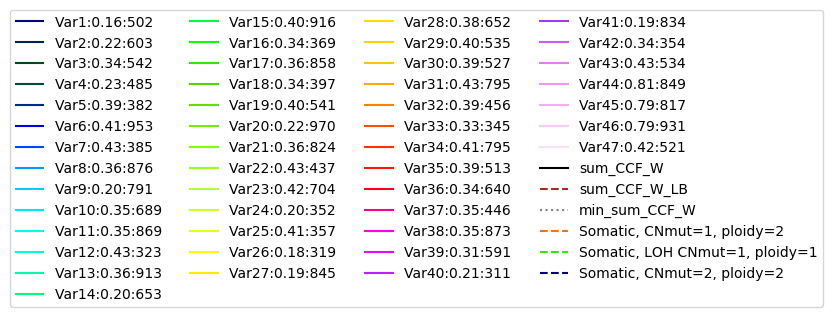 Var1:0.16:502
Var2:0.22:603
Var3:0.34:542
Var4:0.23:485
Var5:0.39:382
Var6:0.41:953
Var7:0.43:385
Var8:0.36:876
Var9:0.20:791
Var10:0.35:689
Var11:0.35:869
Var12:0.43:323
Var13:0.36:913
Var14:0.20:653
Var15:0.40:916
Var16:0.34:369
Var17:0.36:858
Var18:0.34:397
Var19:0.40:541
Var20:0.22:970
Var21:0.36:824
Var22:0.43:437
Var23:0.42:704
Var24:0.20:352
Var25:0.41:357
Var26:0.18:319
Var27:0.19:845
Var28:0.38:652
Var29:0.40:535
Var30:0.39:527
Var31:0.43:795
Var32:0.39:456
Var33:0.33:345
Var34:0.41:795
Var35:0.39:513
Var36:0.34:640
Var37:0.35:446
Var38:0.35:873
Var39:0.31:591
Var40:0.21:311
Var41:0.19:834
Var42:0.34:354
Var43:0.43:534
Var44:0.81:849
Var45:0.79:817
Var46:0.79:931
Var47:0.42:521
sum_CCF_W
sum_CCF_W_LB
min_sum_CCF_W
Somatic, CNmut=1, ploidy=2
Somatic, LOH CNmut=1, ploidy=1
Somatic, CNmut=2, ploidy=2